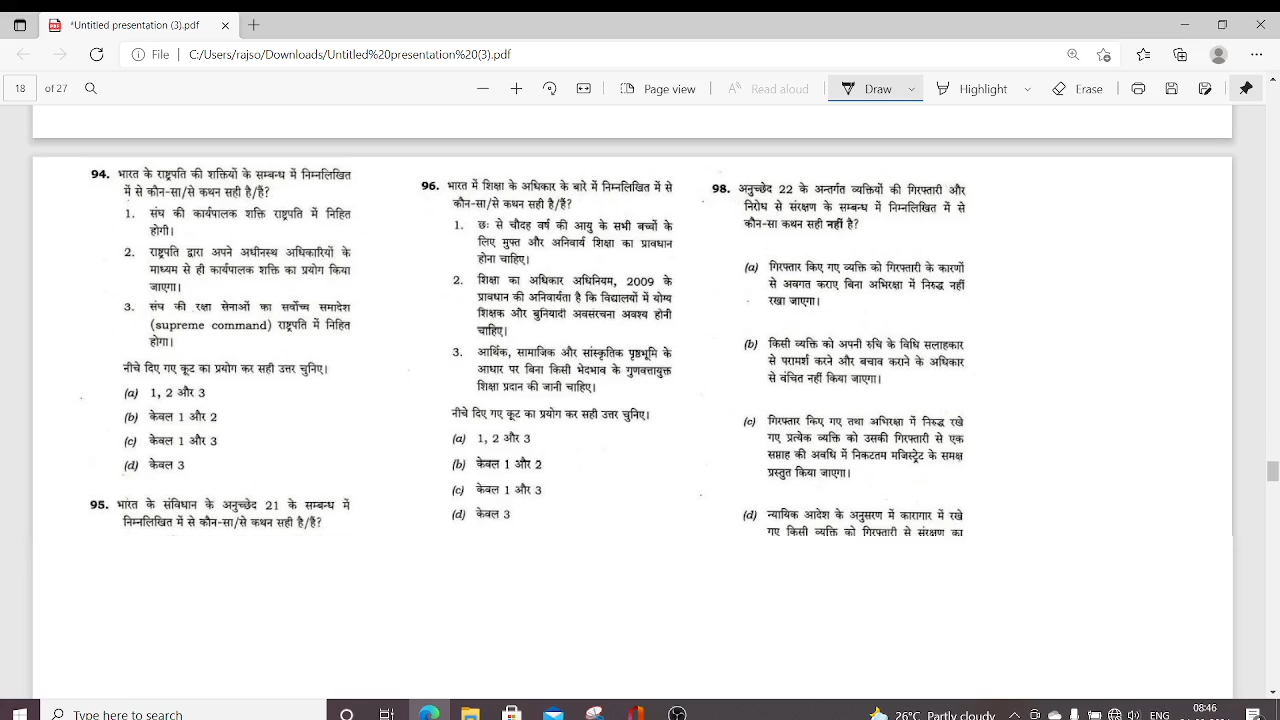 *Untitled presentation (3).pdf
File C:/Users/rajso/Downloads/Untitled%20presentation%20(3).pdf
18 of 27 Page view Read aloud Draw Highlight Erase
94. भारत के राष्ट्रपति की शक्तियों के सम्बन्ध में निम्नलिखित
में से कौन-सा/से कथन सही है/हैं?
1. संघ की कार्यपालक शक्ति राष्ट्रपति में निहित
होगी।
2. राष्ट्रपति द्वारा अपने अधीनस्थ अधिकारियों के
माध्यम से ही कार्यपालक शक्ति का प्रयोग किया
जाएगा।
3. संघ की रक्षा सेनाओं का सर्वोच्च समादेश
(supreme command) राष्ट्रपति में निहित
होगा।
नीचे दिए गए कूट का प्रयोग कर सही उत्तर चुनिए।
(a) 1, 2 और 3
(b) केवल 1 और 2
(c) केवल 1 और 3
(d) केवल 3
95. भारत के संविधान के अनुच्छेद 21 के सम्बन्ध में
निम्नलिखित में से कौन-सा/से कथन सही है/हैं?
96. भारत में शिक्षा के अधिकार के बारे में निम्नलिखित में से
कौन-सा/से कथन सही है/हैं?
1. छः से चौदह वर्ष की आयु के सभी बच्चों के
लिए मुफ्त और अनिवार्य शिक्षा का प्रावधान
होना चाहिए।
2. शिक्षा का अधिकार अधिनियम, 2009 के
प्रावधान की अनिवार्यता है कि विद्यालयों में योग्य
शिक्षक और बुनियादी अवसंरचना अवश्य होनी
चाहिए।
3. आर्थिक, सामाजिक और सांस्कृतिक पृष्ठभूमि के
आधार पर बिना किसी भेदभाव के गुणवत्तायुक्त
शिक्षा प्रदान की जानी चाहिए।
नीचे दिए गए कूट का प्रयोग कर सही उत्तर चुनिए।
(a) 1, 2 और 3
(b) केवल 1 और 2
(c) केवल 1 और 3
(d) केवल 3
98. अनुच्छेद 22 के अन्तर्गत व्यक्तियों की गिरफ्तारी और
निरोध से संरक्षण के सम्बन्ध में निम्नलिखित में से
कौन-सा कथन सही नहीं है?
(a) गिरफ्तार किए गए व्यक्ति को गिरफ्तारी के कारणों
से अवगत कराए बिना अभिरक्षा में निरुद्ध नहीं
रखा जाएगा।
(b) किसी व्यक्ति को अपनी रुचि के विधि सलाहकार
से परामर्श करने और बचाव कराने के अधिकार
से वंचित नहीं किया जाएगा।
(c) गिरफ्तार किए गए तथा अभिरक्षा में निरुद्ध रखे
गए प्रत्येक व्यक्ति को उसकी गिरफ्तारी से एक
सप्ताह की अवधि में निकटतम मजिस्ट्रेट के समक्ष
प्रस्तुत किया जाएगा।
(d) न्यायिक आदेश के अनुसरण में कारागार में रखे
गए किसी व्यक्ति को गिरफ्तारी से संरक्षण का
Type here to search
26°C Partly cloudy
08:46